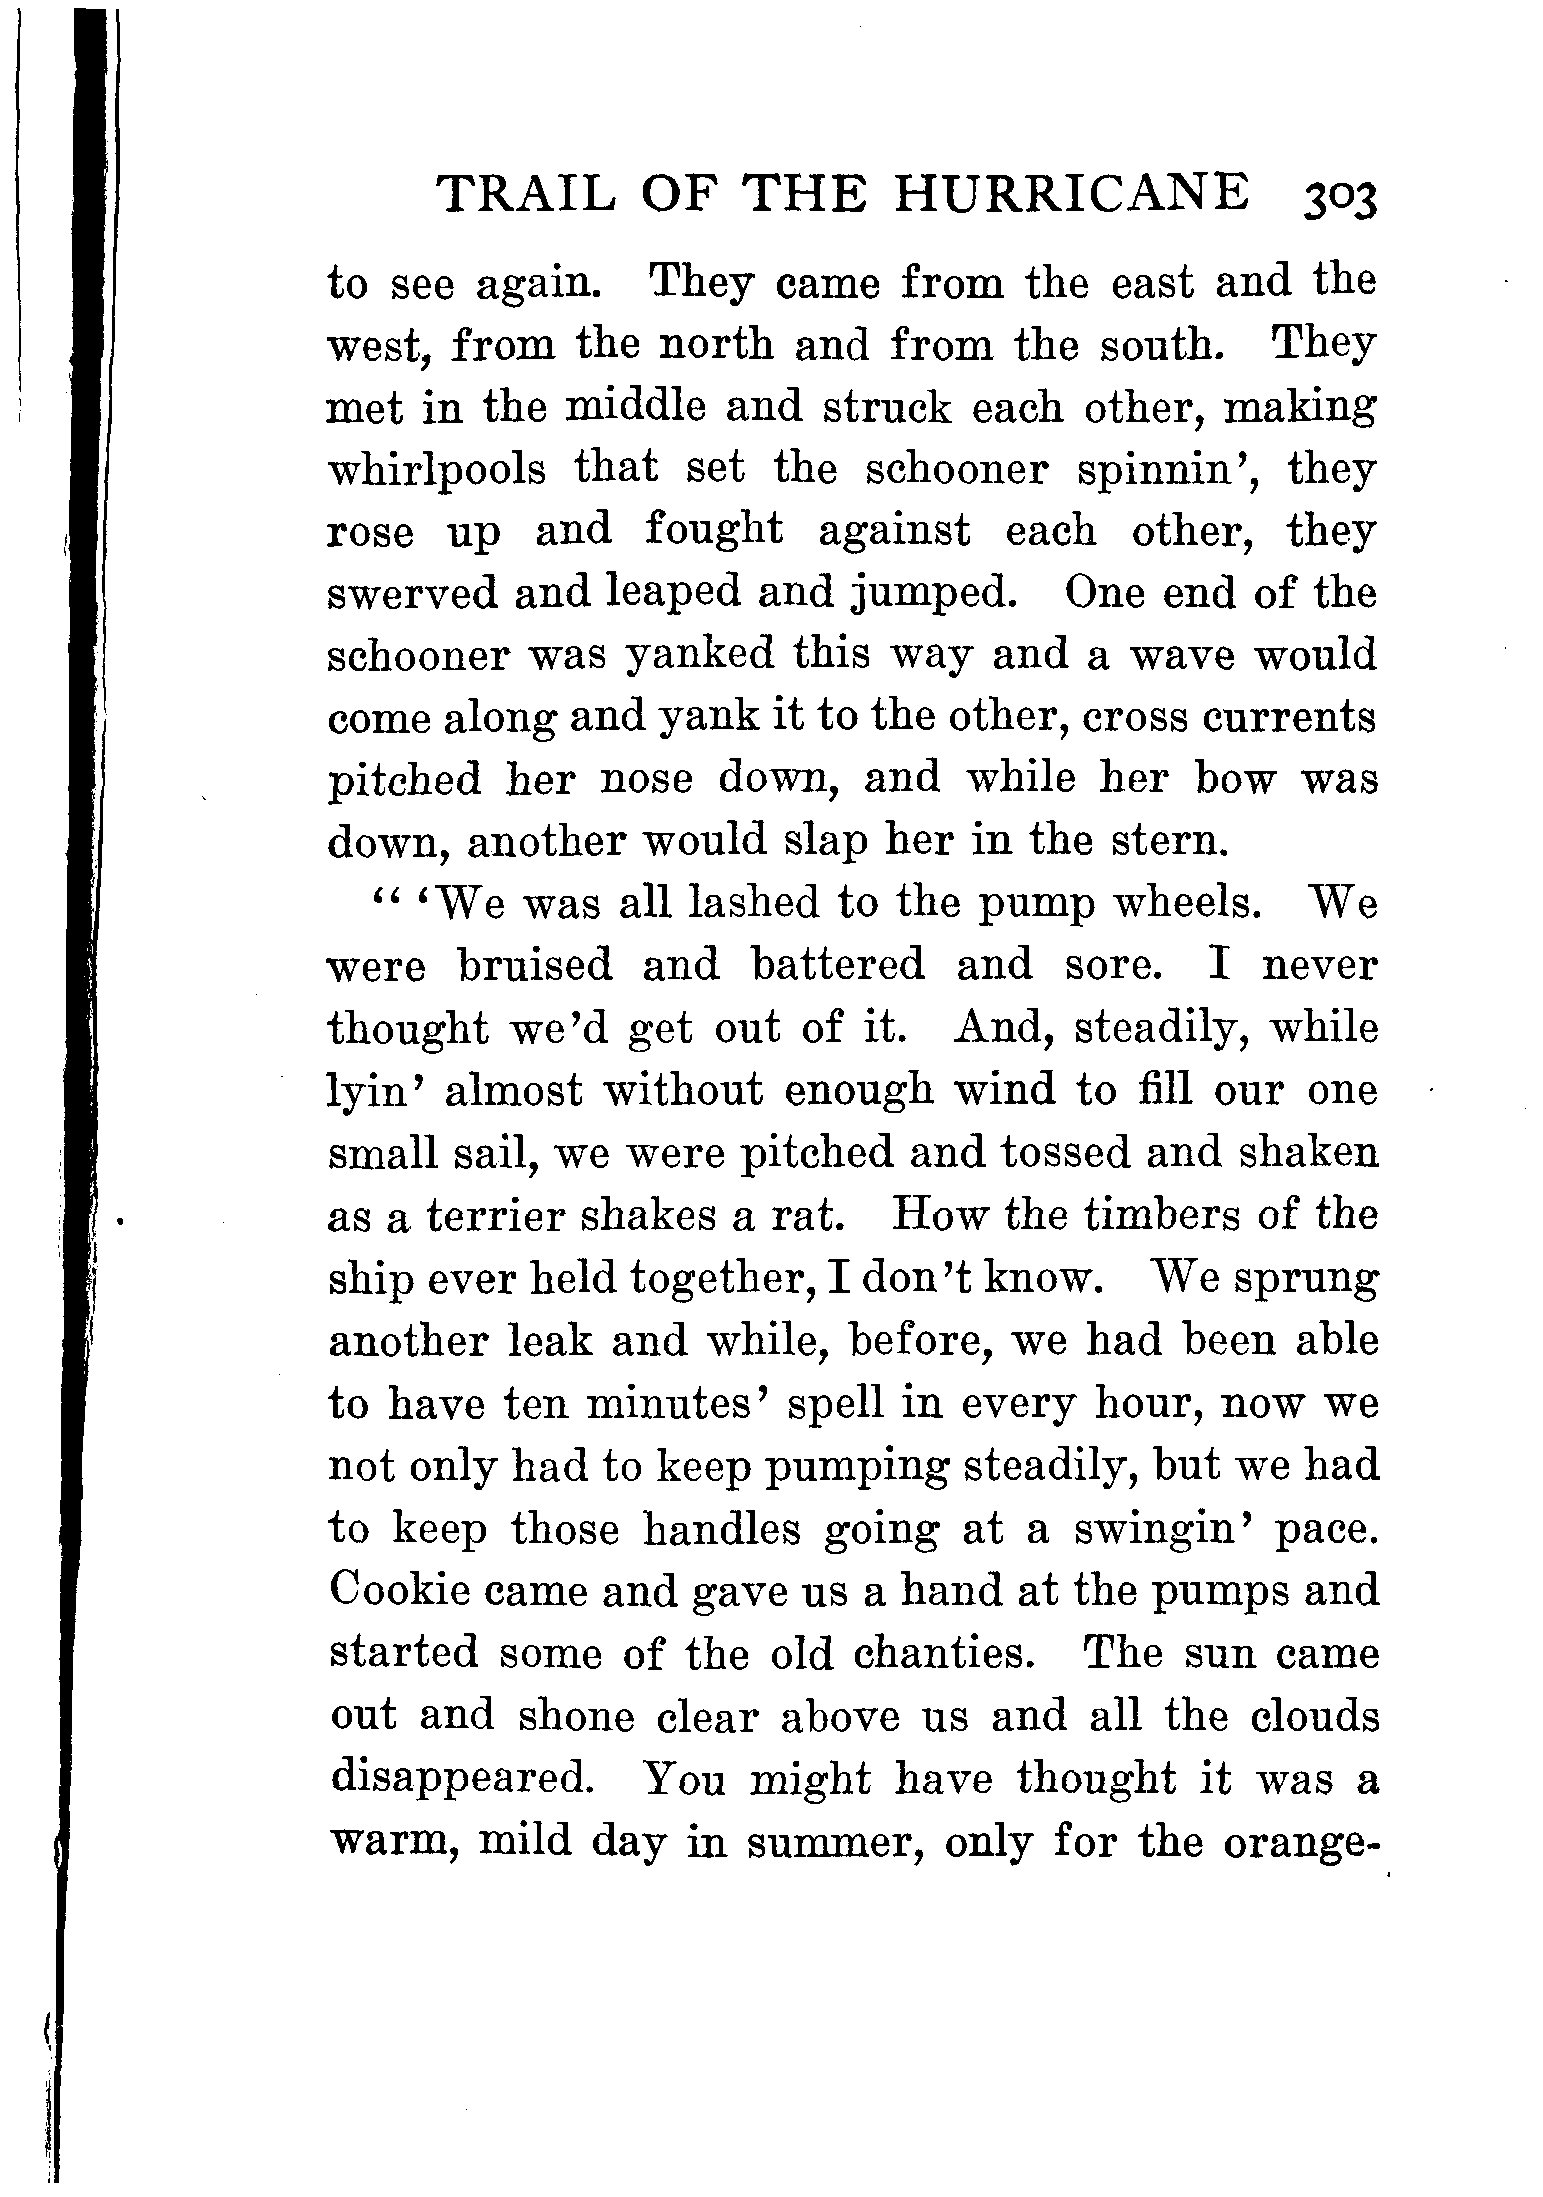 TRAIL OF THE HURRICANE 303
to see again. They came from the east and the
west, from the north and from the south. They
met in the middle and struck each other, making
whirlpools that set the schooner spinnin', they
rose up and fought against each other, they
swerved and leaped and jumped. One end of the
schooner was yanked this way and a wave would
come along and yank it to the other, cross currents
pitched her nose down, and while her bow was
down, another would slap her in the stern.
" 'We was all lashed to the pump wheels. We
were bruised and battered and sore. I never
thought we'd get out of it. And, steadily, while
lyin' almost without enough wind to fill our one
small sail, we were pitched and tossed and shaken
as a terrier shakes a rat. How the timbers of the
ship ever held together, I don't know. We sprung
another leak and while, before, we had been able
to have ten minutes' spell in every hour, now we
not only had to keep pumping steadily, but we had
to keep those handles going at a swingin' pace.
Cookie came and gave us a hand at the pumps and
started some of the old chanties. The sun came
out and shone clear above us and all the clouds
disappeared. You might have thought it was a
warm, mild day in summer, only for the orange-